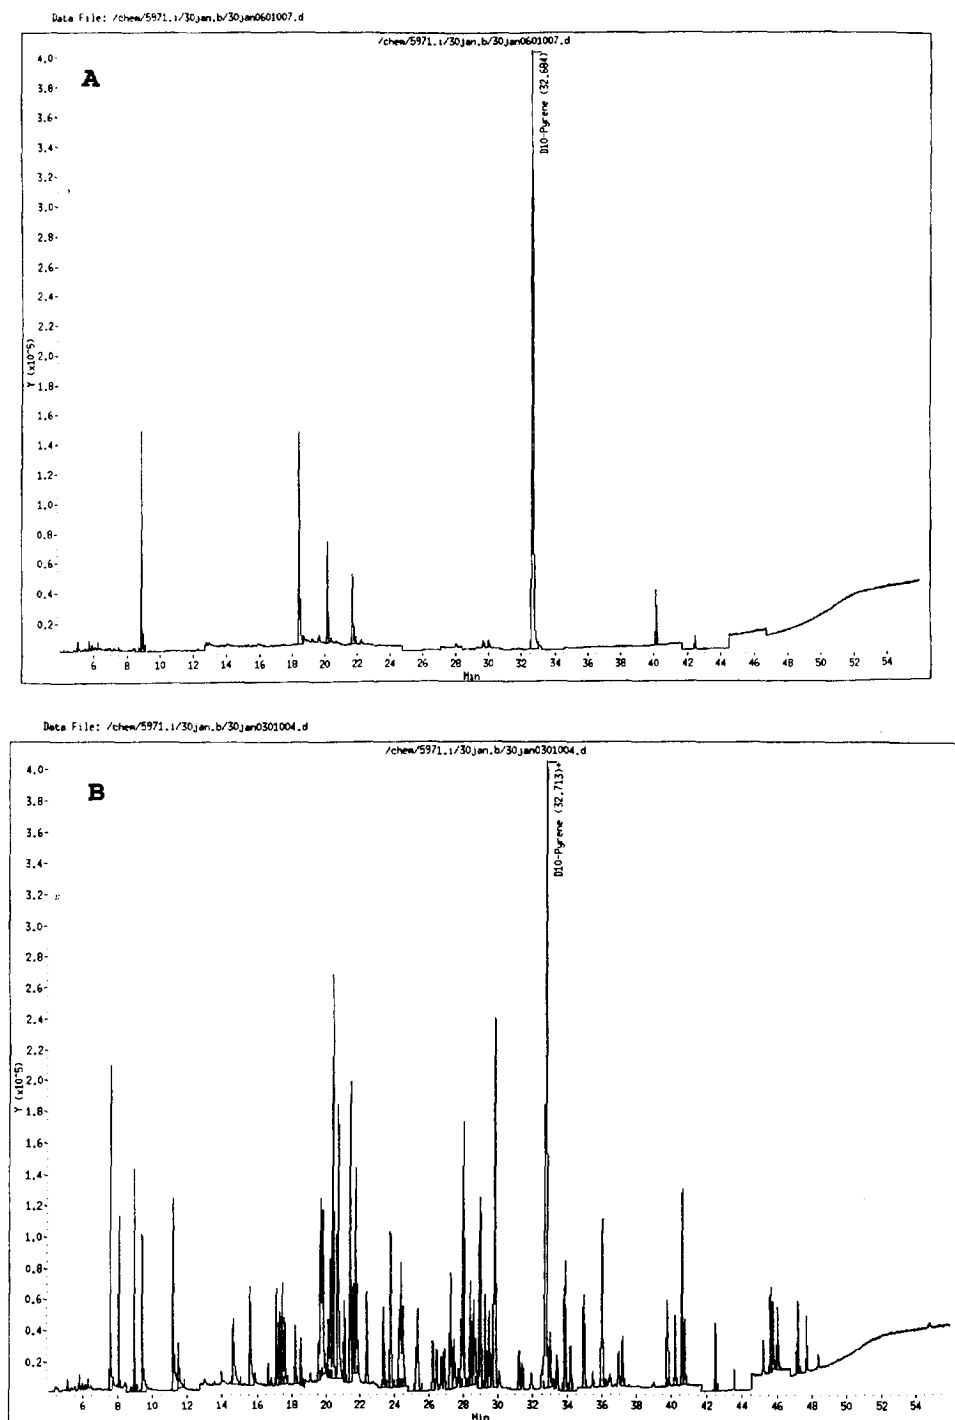 Data File: /chem/5971.i/30jan.b/30jan0601007.d
/chem/5971.i/30jan.b/30jan0601007.d
A
D10-Pyrene (32.684)
Y (x10^5)
4.0-
3.8-
3.6-
3.4-
3.2-
3.0-
2.8-
2.6-
2.4-
2.2-
2.0-
1.8-
1.6-
1.4-
1.2-
1.0-
0.8-
0.6-
0.4-
0.2-
6 8 10 12 14 16 18 20 22 24 26 28 30 32 34 36 38 40 42 44 46 48 50 52 54
Min
Data File: /chem/5971.i/30jan.b/30jan0301004.d
/chem/5971.i/30jan.b/30jan0301004.d
B
D10-Pyrene (32.713)+
Y (x10^5)
4.0-
3.8-
3.6-
3.4-
3.2-
3.0-
2.8-
2.6-
2.4-
2.2-
2.0-
1.8-
1.6-
1.4-
1.2-
1.0-
0.8-
0.6-
0.4-
0.2-
6 8 10 12 14 16 18 20 22 24 26 28 30 32 34 36 38 40 42 44 46 48 50 52 54
Min